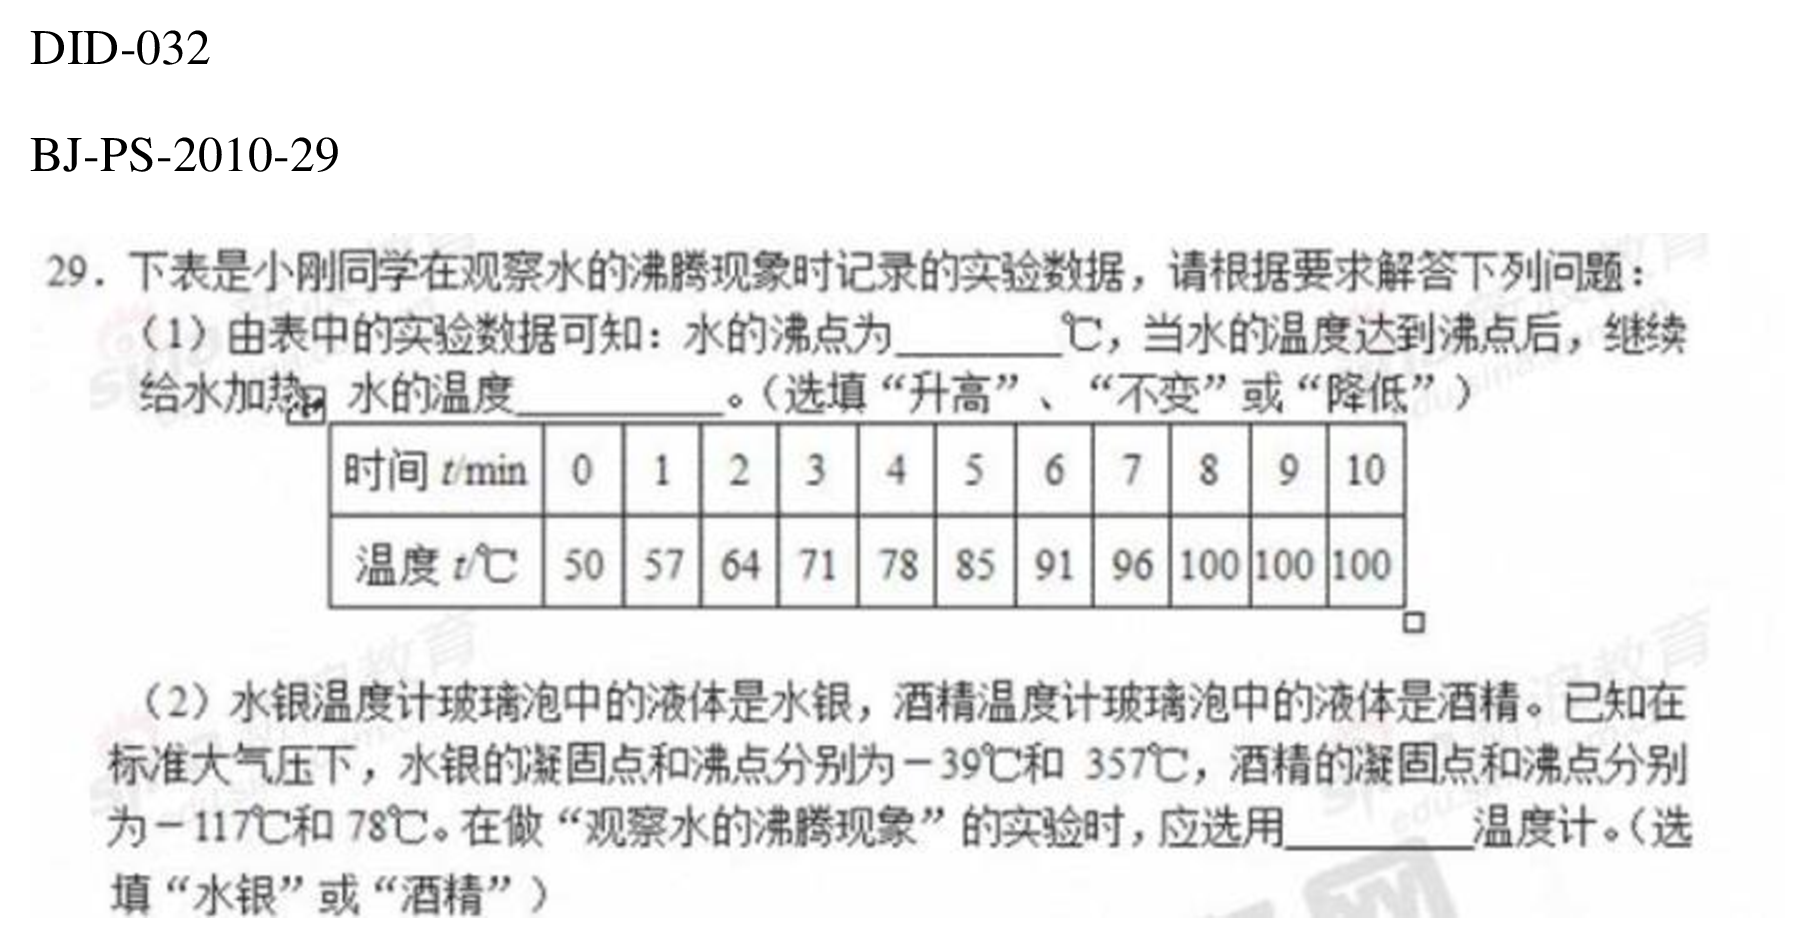 DID-032
BJ-PS-2010-29
29．下表是小刚同学在观察水的沸腾现象时记录的实验数据，请根据要求解答下列问题：
（1）由表中的实验数据可知：水的沸点为________℃，当水的温度达到沸点后，继续
给水加热，水的温度__________。（选填“升高”、“不变”或“降低”）
时间 t/min 0 1 2 3 4 5 6 7 8 9 10
温度 t/℃ 50 57 64 71 78 85 91 96 100 100 100
（2）水银温度计玻璃泡中的液体是水银，酒精温度计玻璃泡中的液体是酒精。已知在
标准大气压下，水银的凝固点和沸点分别为－39℃和 357℃，酒精的凝固点和沸点分别
为－117℃和 78℃。在做“观察水的沸腾现象”的实验时，应选用_________温度计。（选
填“水银”或“酒精”）